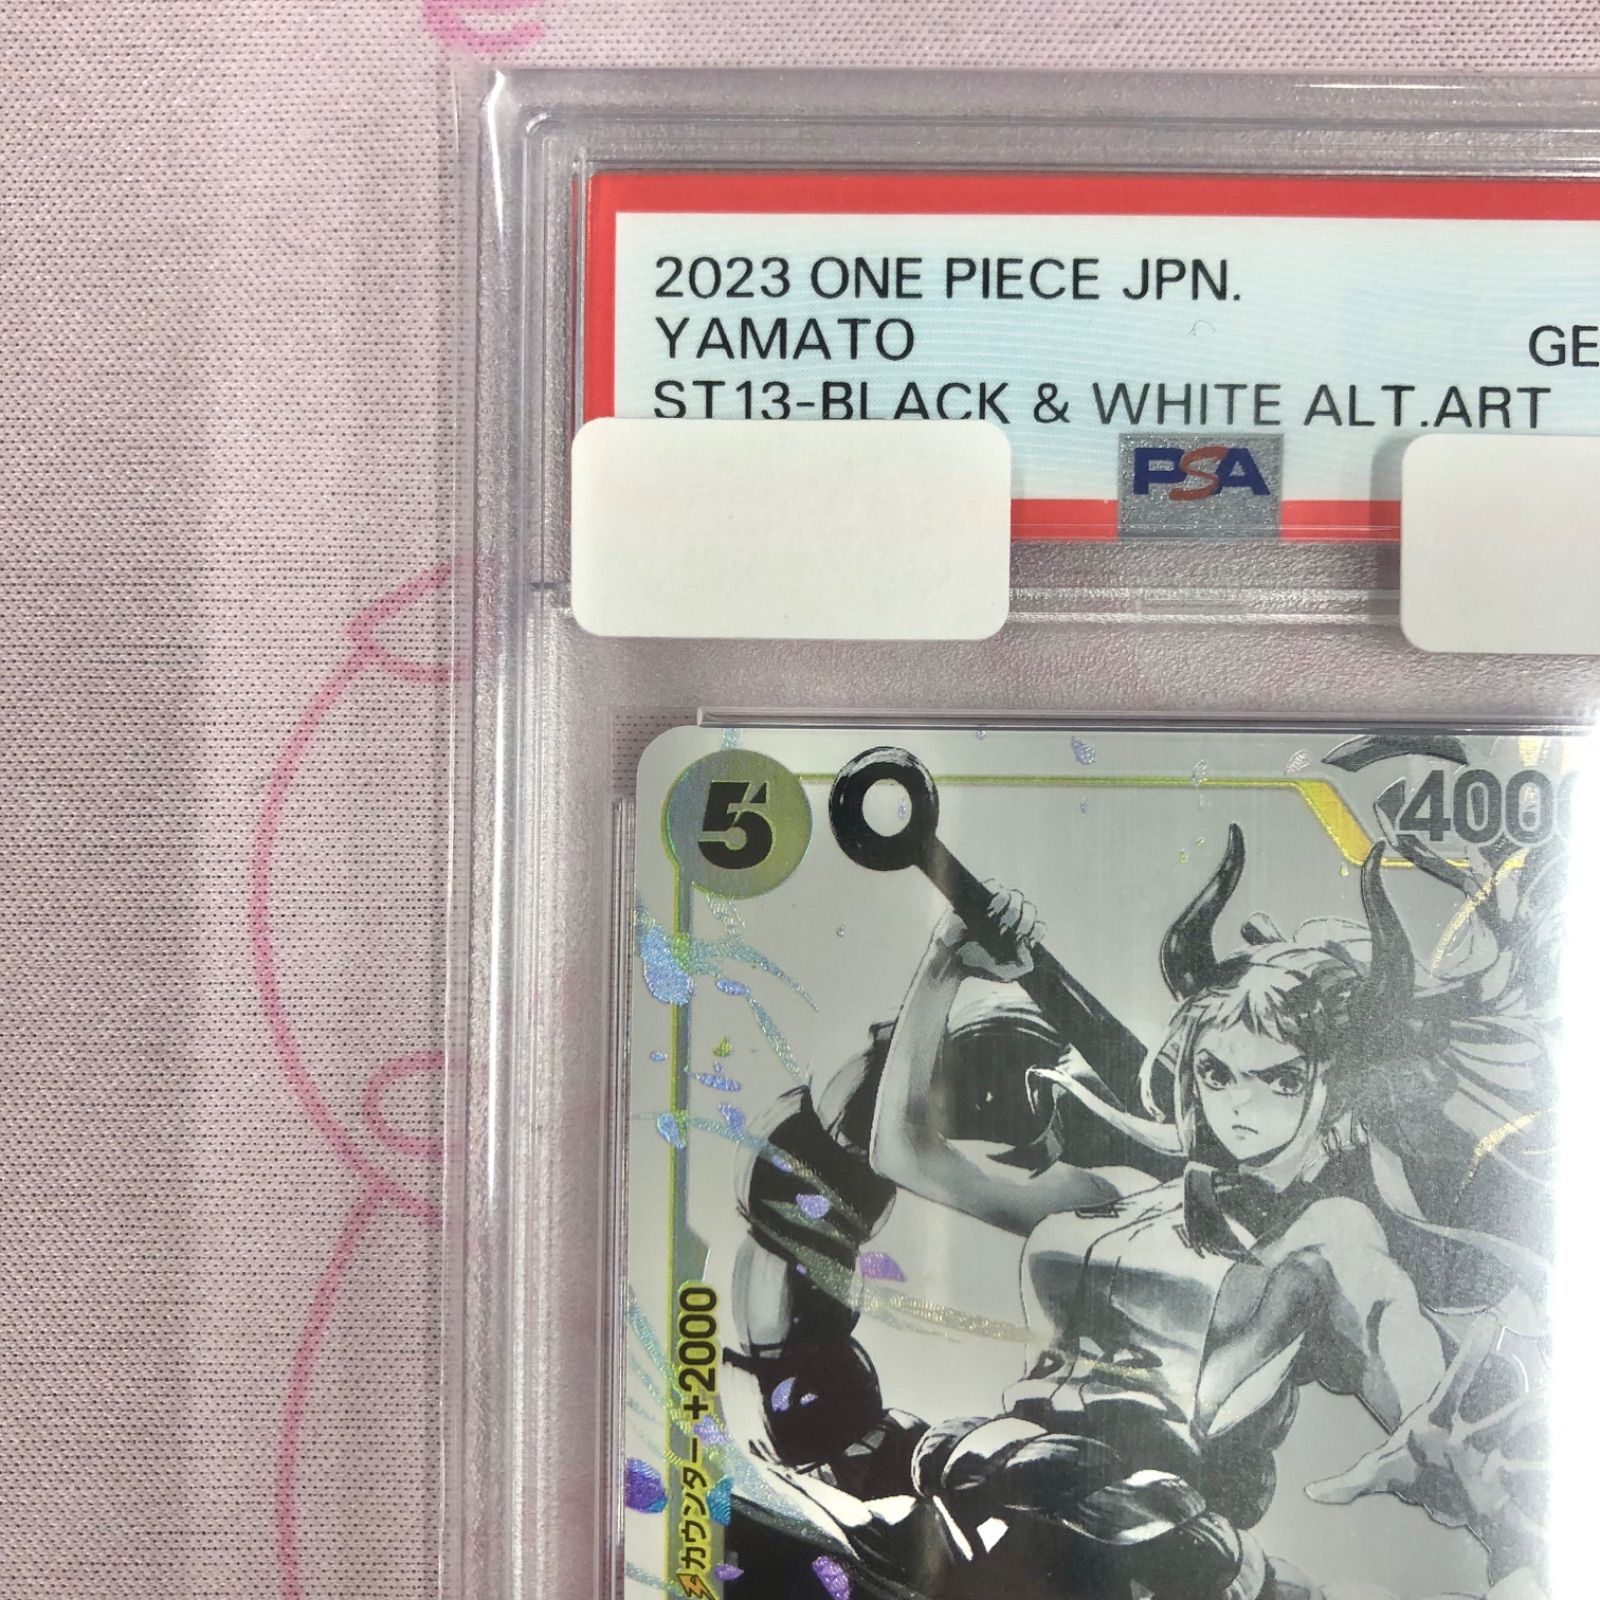 2023 ONE PIECE JPN.
YAMATO GE
ST13-BLACK & WHITE ALT.ART
PSA
5
4000
カウンター +2000